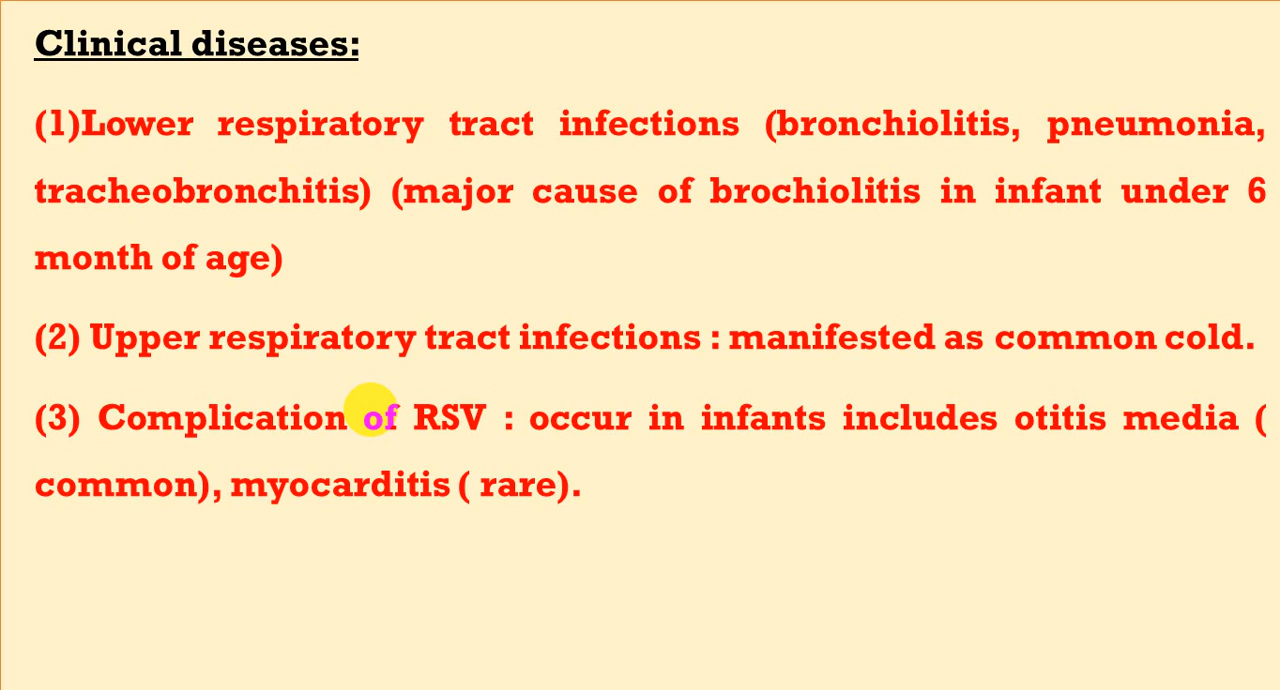 Clinical diseases:
(1)Lower respiratory tract infections (bronchiolitis, pneumonia,
tracheobronchitis) (major cause of brochiolitis in infant under 6
month of age)
(2) Upper respiratory tract infections : manifested as common cold.
(3) Complication of RSV : occur in infants includes otitis media (
common), myocarditis ( rare).